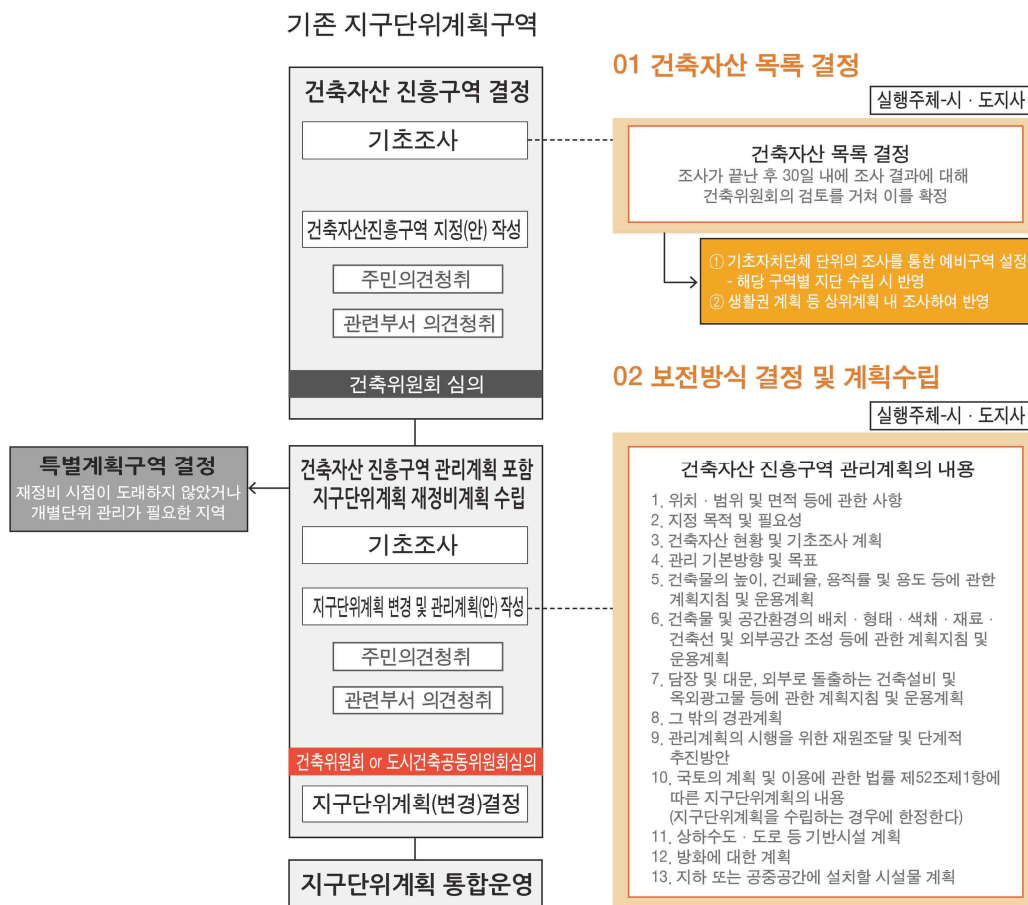 기존 지구단위계획구역
건축자산 진흥구역 결정
기초조사
건축자산진흥구역 지정(안) 작성
주민의견청취
관련부서 의견청취
건축위원회 심의
특별계획구역 결정
재정비 시점이 도래하지 않았거나
개별단위 관리가 필요한 지역
건축자산 진흥구역 관리계획 포함
지구단위계획 재정비계획 수립
기초조사
지구단위계획 변경 및 관리계획(안) 작성
주민의견청취
관련부서 의견청취
건축위원회 or 도시건축공동위원회심의
지구단위계획(변경)결정
지구단위계획 통합운영
01 건축자산 목록 결정
실행주체-시 · 도지사
건축자산 목록 결정
조사가 끝난 후 30일 내에 조사 결과에 대해
건축위원회의 검토를 거쳐 이를 확정
① 기초자치단체 단위의 조사를 통한 예비구역 설정
- 해당 구역별 지단 수립 시 반영
② 생활권 계획 등 상위계획 내 조사하여 반영
02 보전방식 결정 및 계획수립
실행주체-시 · 도지사
건축자산 진흥구역 관리계획의 내용
1. 위치 · 범위 및 면적 등에 관한 사항
2. 지정 목적 및 필요성
3. 건축자산 현황 및 기초조사 계획
4. 관리 기본방향 및 목표
5. 건축물의 높이, 건폐율, 용적률 및 용도 등에 관한
계획지침 및 운용계획
6. 건축물 및 공간환경의 배치 · 형태 · 색채 · 재료 ·
건축선 및 외부공간 조성 등에 관한 계획지침 및
운용계획
7. 담장 및 대문, 외부로 돌출하는 건축설비 및
옥외광고물 등에 관한 계획지침 및 운용계획
8. 그 밖의 경관계획
9. 관리계획의 시행을 위한 재원조달 및 단계적
추진방안
10. 국토의 계획 및 이용에 관한 법률 제52조제1항에
따른 지구단위계획의 내용
(지구단위계획을 수립하는 경우에 한정한다)
11. 상하수도 · 도로 등 기반시설 계획
12. 방화에 대한 계획
13. 지하 또는 공중공간에 설치할 시설물 계획